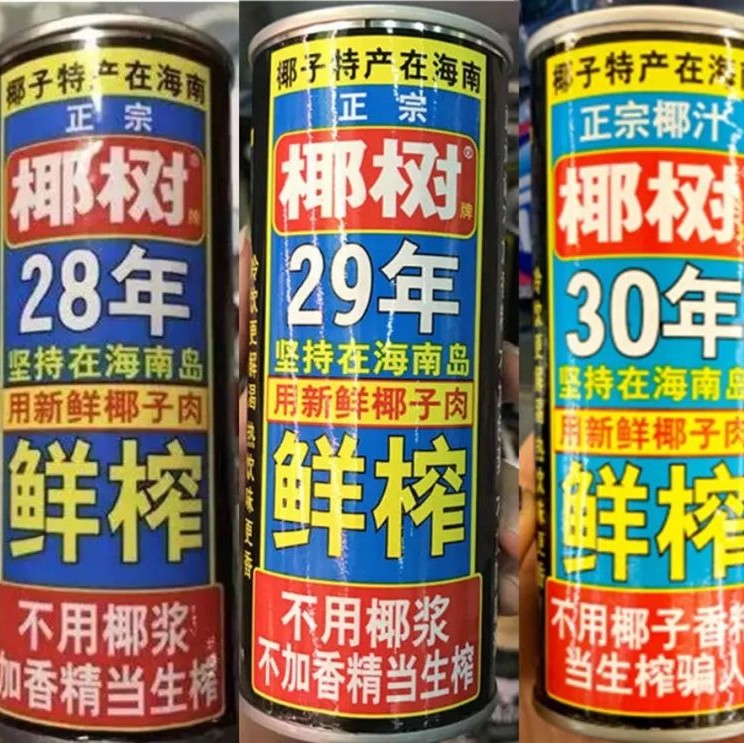 椰子特产在海南
正宗
椰树®
牌
28年
坚持在海南岛
用新鲜椰子肉
鲜榨
不用椰浆
加香精当生榨
椰子特产在海南
正宗
椰树®
牌
29年
坚持在海南岛
用新鲜椰子肉
鲜榨
不用椰浆
不加香精当生榨
椰子特产在海
正宗椰汁
椰树
30年
坚持在海南岛
用新鲜椰子肉
鲜榨
不用椰子香精
当生榨骗人